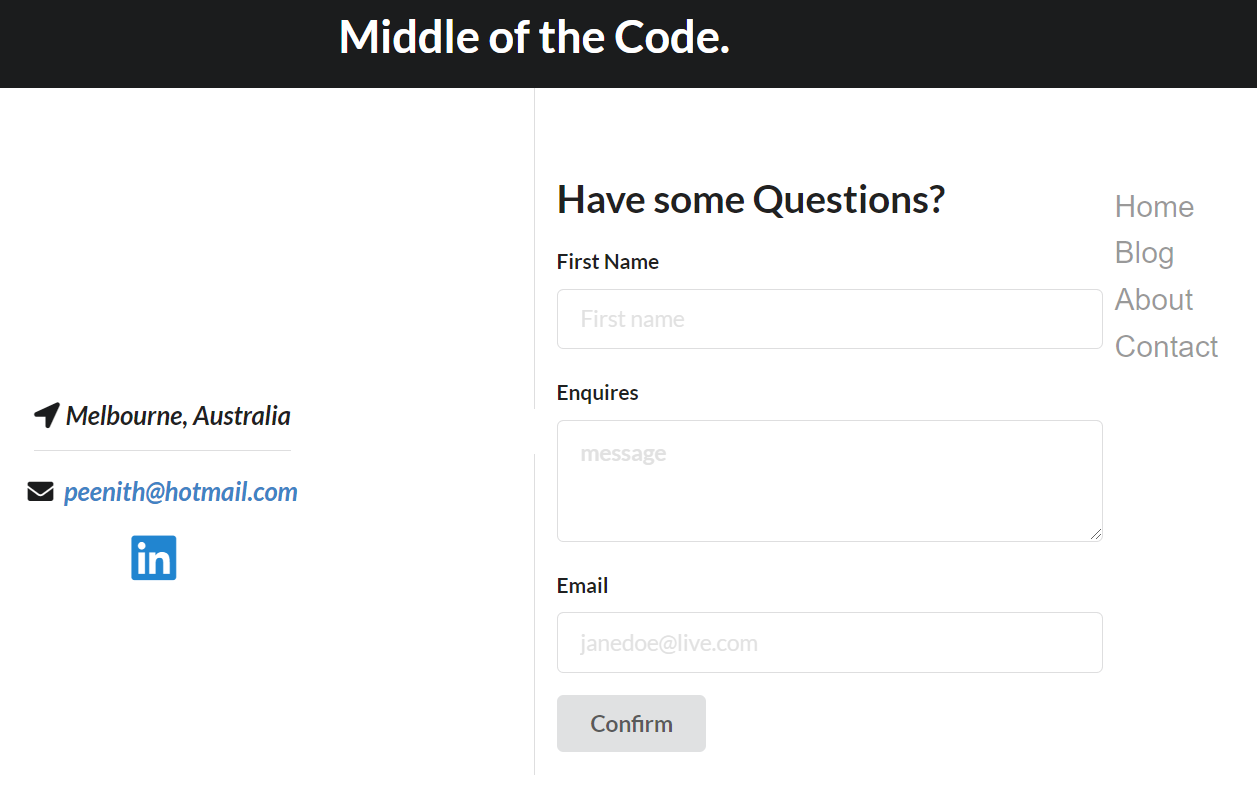 Middle of the Code.
Melbourne, Australia
peenith@hotmail.com
in
Have some Questions?
First Name
First name
Enquires
message
Email
janedoe@live.com
Confirm
Home
Blog
About
Contact